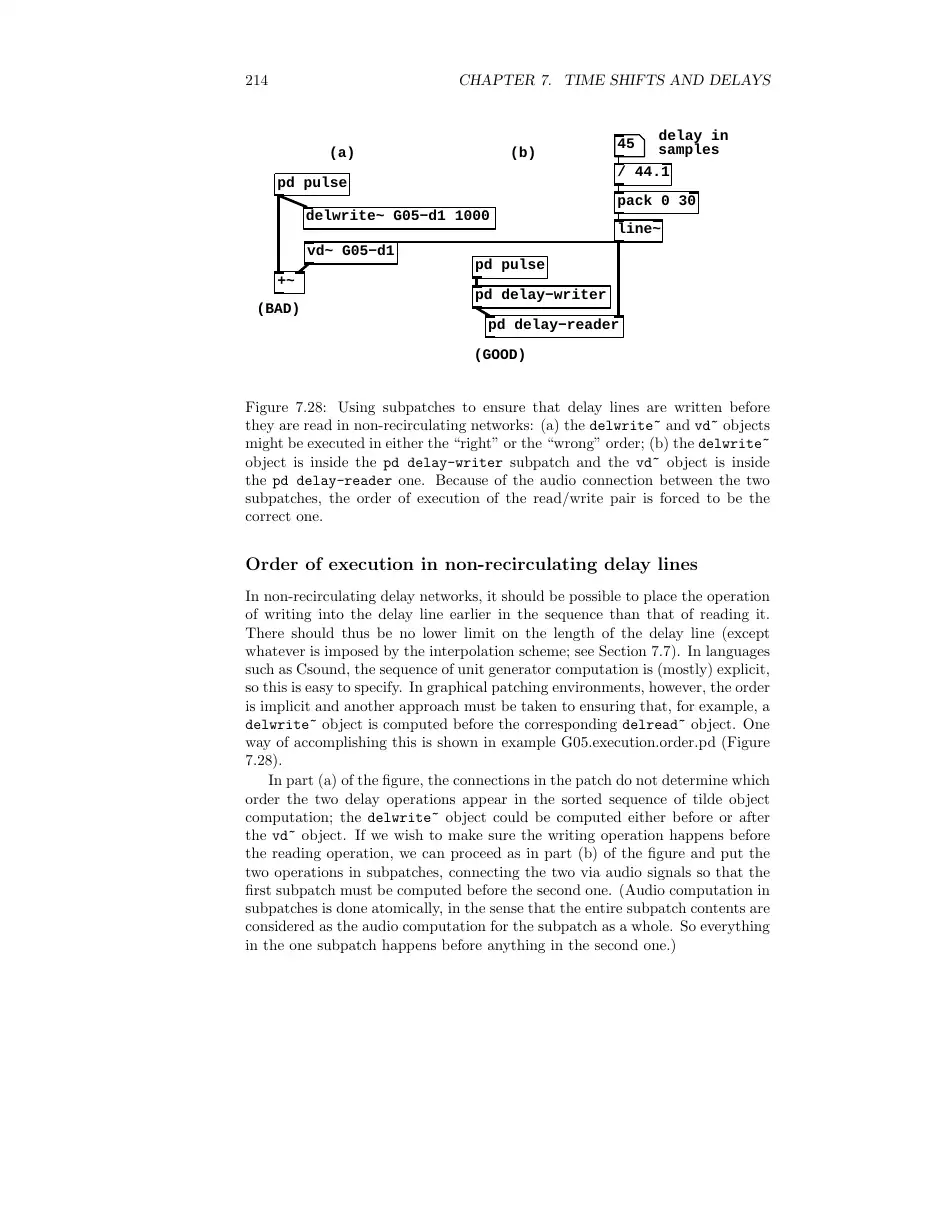 214 CHAPTER 7. TIME SHIFTS AND DELAYS
(a)
(b)
45
delay in
samples
/ 44.1
pack 0 30
line~
pd pulse
delwrite~ G05−d1 1000
vd~ G05−d1
+~
(BAD)
pd pulse
pd delay−writer
pd delay−reader
(GOOD)
Figure 7.28: Using subpatches to ensure that delay lines are written before
they are read in non-recirculating networks: (a) the delwrite~ and vd~ objects
might be executed in either the “right” or the “wrong” order; (b) the delwrite~
object is inside the pd delay-writer subpatch and the vd~ object is inside
the pd delay-reader one. Because of the audio connection between the two
subpatches, the order of execution of the read/write pair is forced to be the
correct one.
Order of execution in non-recirculating delay lines
In non-recirculating delay networks, it should be possible to place the operation
of writing into the delay line earlier in the sequence than that of reading it.
There should thus be no lower limit on the length of the delay line (except
whatever is imposed by the interpolation scheme; see Section 7.7). In languages
such as Csound, the sequence of unit generator computation is (mostly) explicit,
so this is easy to specify. In graphical patching environments, however, the order
is implicit and another approach must be taken to ensuring that, for example, a
delwrite~ object is computed before the corresponding delread~ object. One
way of accomplishing this is shown in example G05.execution.order.pd (Figure
7.28).
In part (a) of the figure, the connections in the patch do not determine which
order the two delay operations appear in the sorted sequence of tilde object
computation; the delwrite~ object could be computed either before or after
the vd~ object. If we wish to make sure the writing operation happens before
the reading operation, we can proceed as in part (b) of the figure and put the
two operations in subpatches, connecting the two via audio signals so that the
first subpatch must be computed before the second one. (Audio computation in
subpatches is done atomically, in the sense that the entire subpatch contents are
considered as the audio computation for the subpatch as a whole. So everything
in the one subpatch happens before anything in the second one.)